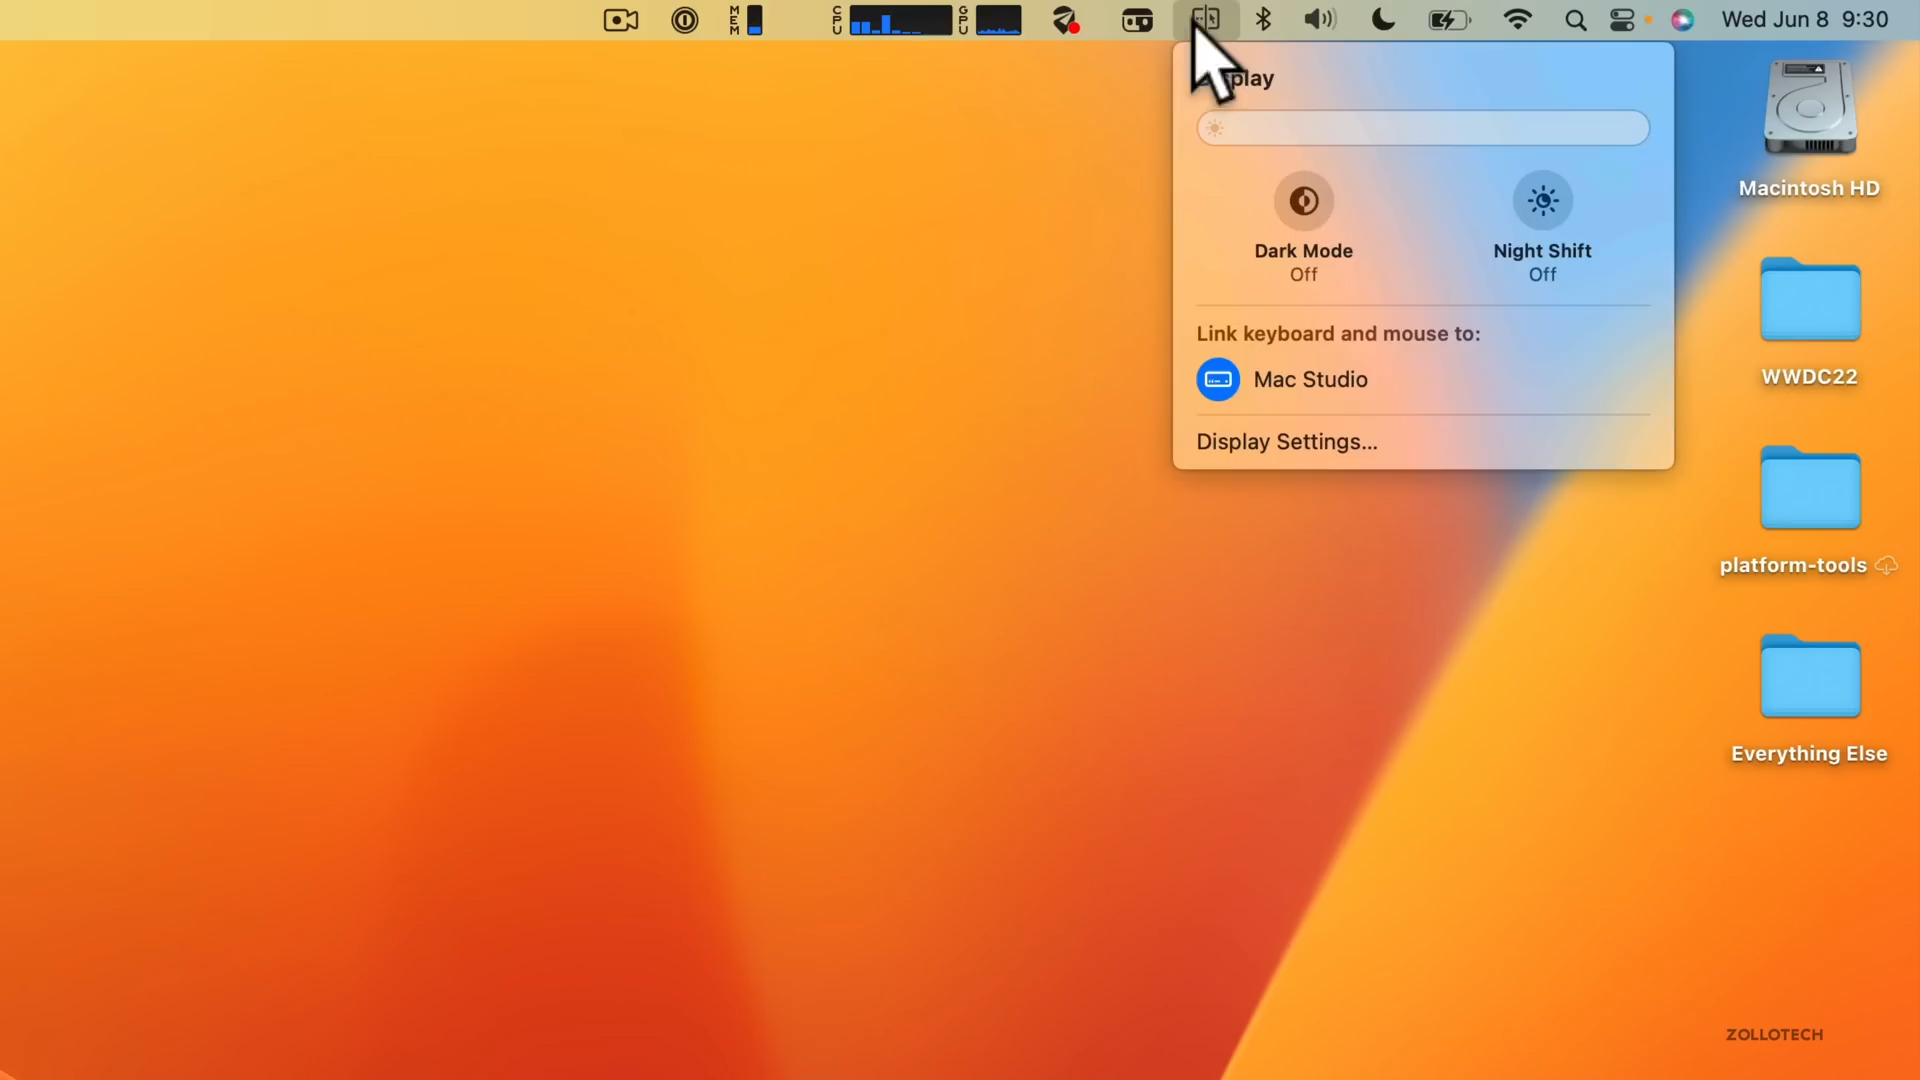 MEM
CPU
GPU
Wed Jun 8 9:30
play
Dark Mode
Off
Night Shift
Off
Link keyboard and mouse to:
Mac Studio
Display Settings...
Macintosh HD
WWDC22
platform-tools
Everything Else
ZOLLOTECH